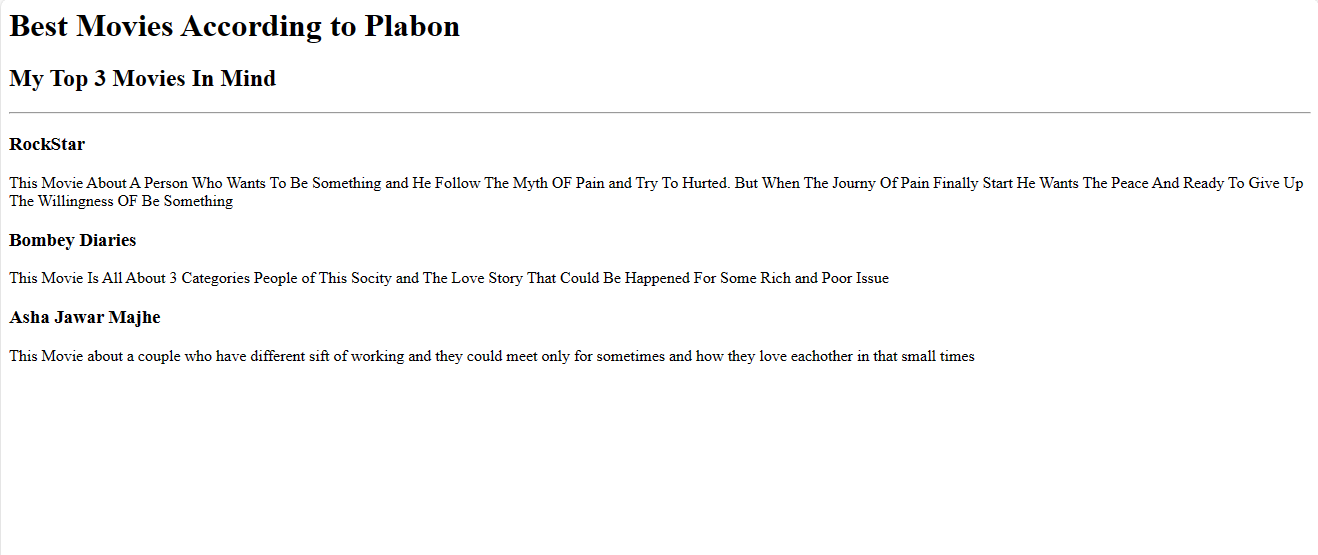 Best Movies According to Plabon
My Top 3 Movies In Mind
RockStar
This Movie About A Person Who Wants To Be Something and He Follow The Myth OF Pain and Try To Hurted. But When The Journy Of Pain Finally Start He Wants The Peace And Ready To Give Up
The Willingness OF Be Something
Bombey Diaries
This Movie Is All About 3 Categories People of This Socity and The Love Story That Could Be Happened For Some Rich and Poor Issue
Asha Jawar Majhe
This Movie about a couple who have different sift of working and they could meet only for sometimes and how they love eachother in that small times